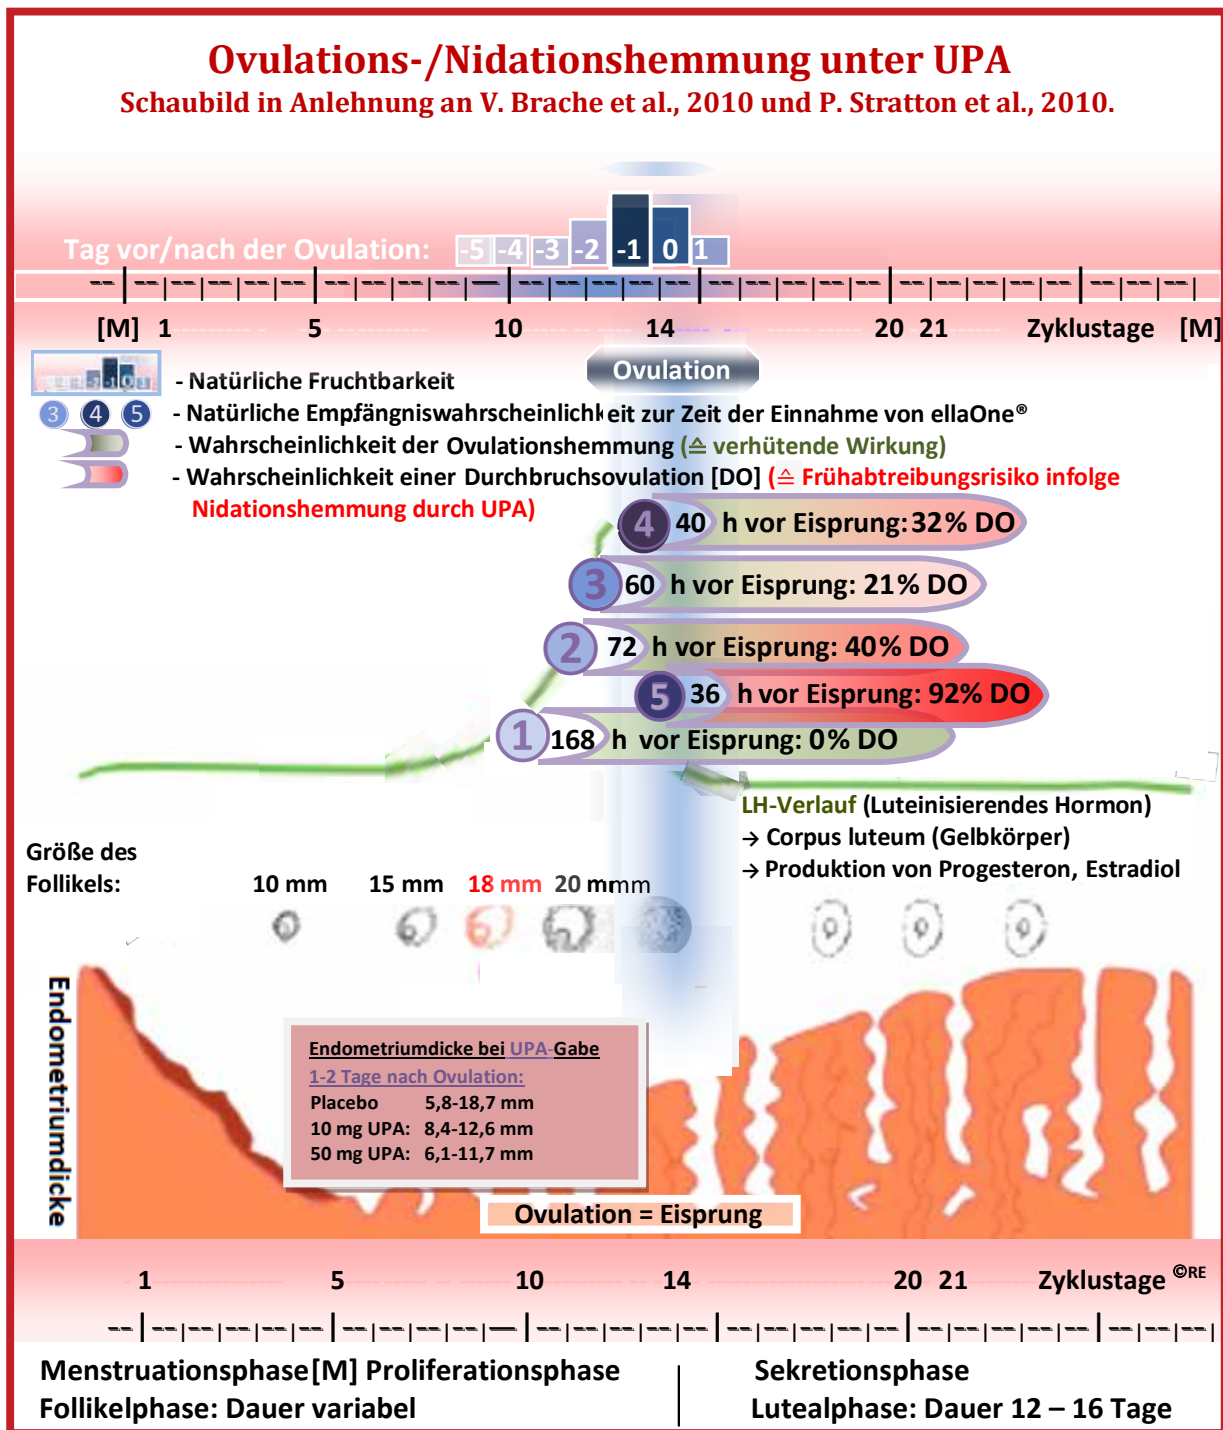 Ovulations-/Nidationshemmung unter UPA
Schaubild in Anlehnung an V. Brache et al., 2010 und P. Stratton et al., 2010.
Tag vor/nach der Ovulation: -5 -4 -3 -2 -1 0 1
[M] 1 5 10 14 20 21 Zyklustage [M]
Ovulation
- Natürliche Fruchtbarkeit
3 4 5 - Natürliche Empfängniswahrscheinlichkeit zur Zeit der Einnahme von ellaOne®
- Wahrscheinlichkeit der Ovulationshemmung (≙ verhütende Wirkung)
- Wahrscheinlichkeit einer Durchbruchsovulation [DO] (≙ Frühabtreibungsrisiko infolge
Nidationshemmung durch UPA)
4 40 h vor Eisprung: 32% DO
3 60 h vor Eisprung: 21% DO
2 72 h vor Eisprung: 40% DO
5 36 h vor Eisprung: 92% DO
1 168 h vor Eisprung: 0% DO
LH-Verlauf (Luteinisierendes Hormon)
→ Corpus luteum (Gelbkörper)
→ Produktion von Progesteron, Estradiol
Größe des
Follikels: 10 mm 15 mm 18 mm 20 mmmm
Endometriumdicke
Endometriumdicke bei UPA-Gabe
1-2 Tage nach Ovulation:
Placebo 5,8-18,7 mm
10 mg UPA: 8,4-12,6 mm
50 mg UPA: 6,1-11,7 mm
Ovulation = Eisprung
1 5 10 14 20 21 Zyklustage ©RE
Menstruationsphase[M] Proliferationsphase
Sekretionsphase
Follikelphase: Dauer variabel
Lutealphase: Dauer 12 – 16 Tage